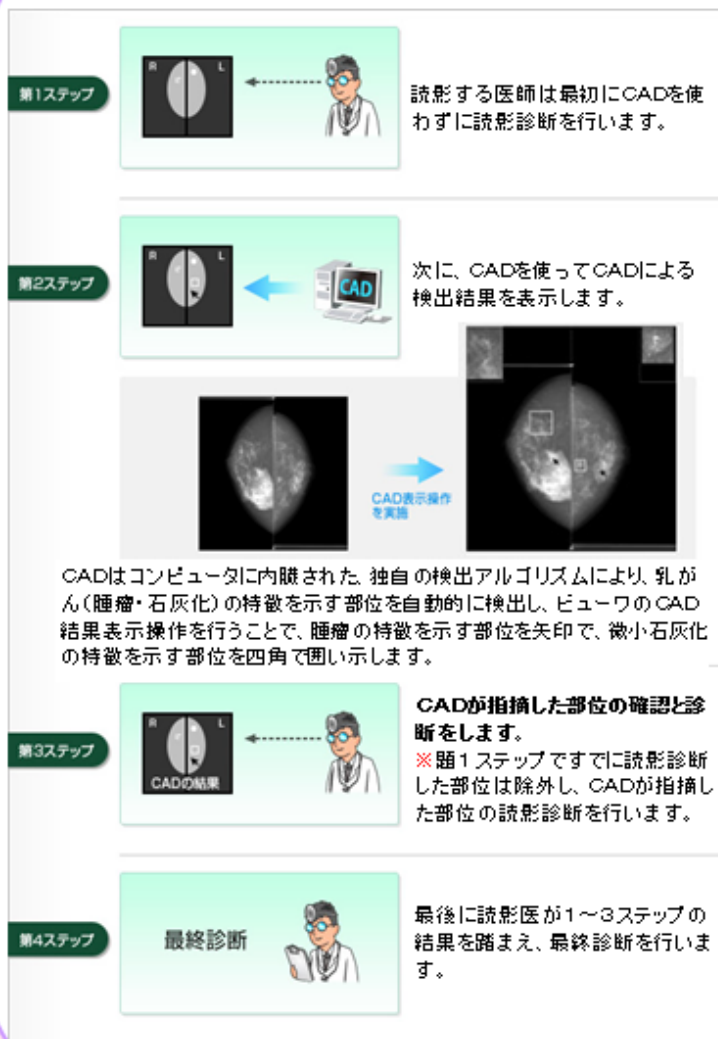 R L
第1ステップ
読影する医師は最初にCADを使
わずに読影診断を行います。
R L
第2ステップ
CAD
次に、CADを使ってCADによる
検出結果を表示します。
CAD表示操作
を実施
CADはコンピュータに内臓された、独自の検出アルゴリズムにより、乳が
ん(腫瘤・石灰化)の特徴を示す部位を自動的に検出し、ビューワのCAD
結果表示操作を行うことで、腫瘤の特徴を示す部位を矢印で、微小石灰化
の特徴を示す部位を四角で囲い示します。
R L
第3ステップ
CADの結果
CADが指摘した部位の確認と診
断をします。
※題1ステップですでに読影診断
した部位は除外し、CADが指摘し
た部位の読影診断を行います。
第4ステップ
最終診断
最後に読影医が1〜3ステップの
結果を踏まえ、最終診断を行いま
す。